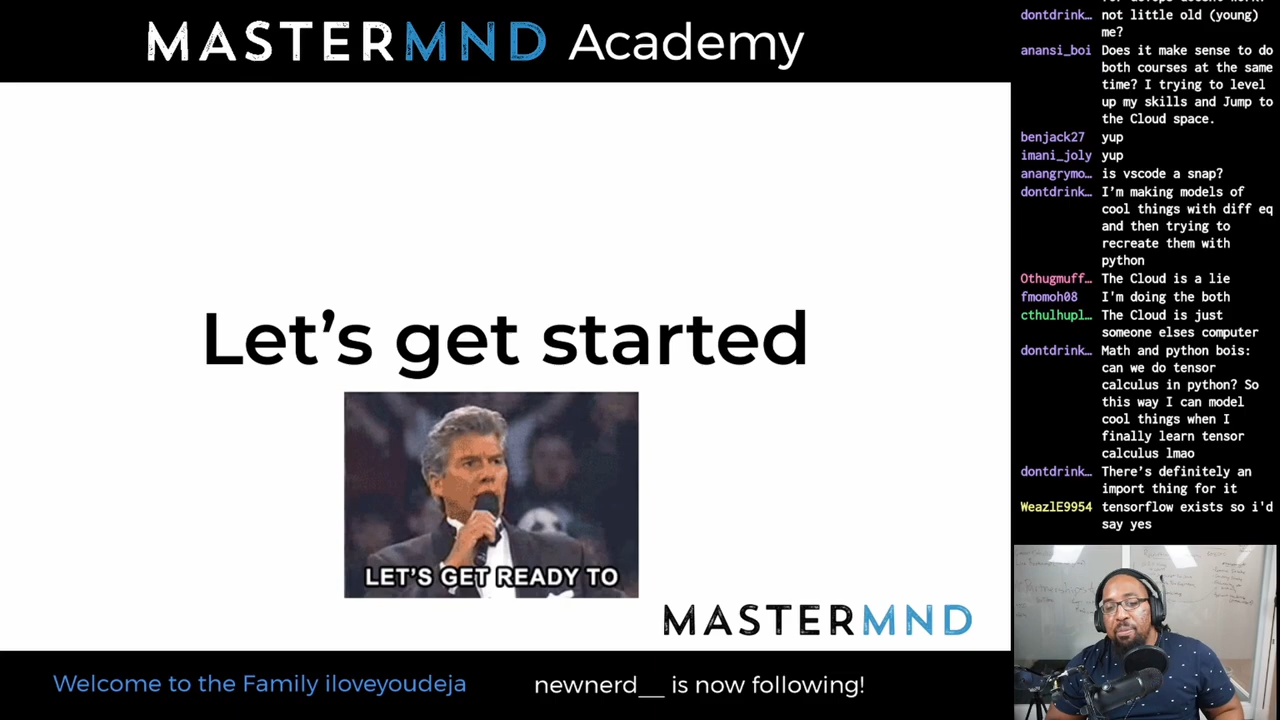 MASTERMND Academy
Let's get started
LET'S GET READY TO
MASTERMND
Welcome to the Family iloveyoudeja
newnerd__ is now following!
dontdrink… not little old (young)
me?
anansi_boi Does it make sense to do
both courses at the same
time? I trying to level
up my skills and Jump to
the Cloud space.
benjack27 yup
imani_joly yup
anangrymo… is vscode a snap?
dontdrink… I'm making models of
cool things with diff eq
and then trying to
recreate them with
python
Othugmuff… The Cloud is a lie
fmomoh08 I'm doing the both
cthulhupl… The Cloud is just
someone elses computer
dontdrink… Math and python bois:
can we do tensor
calculus in python? So
this way I can model
cool things when I
finally learn tensor
calculus lmao
dontdrink… There's definitely an
import thing for it
WeazlE9954 tensorflow exists so i'd
say yes